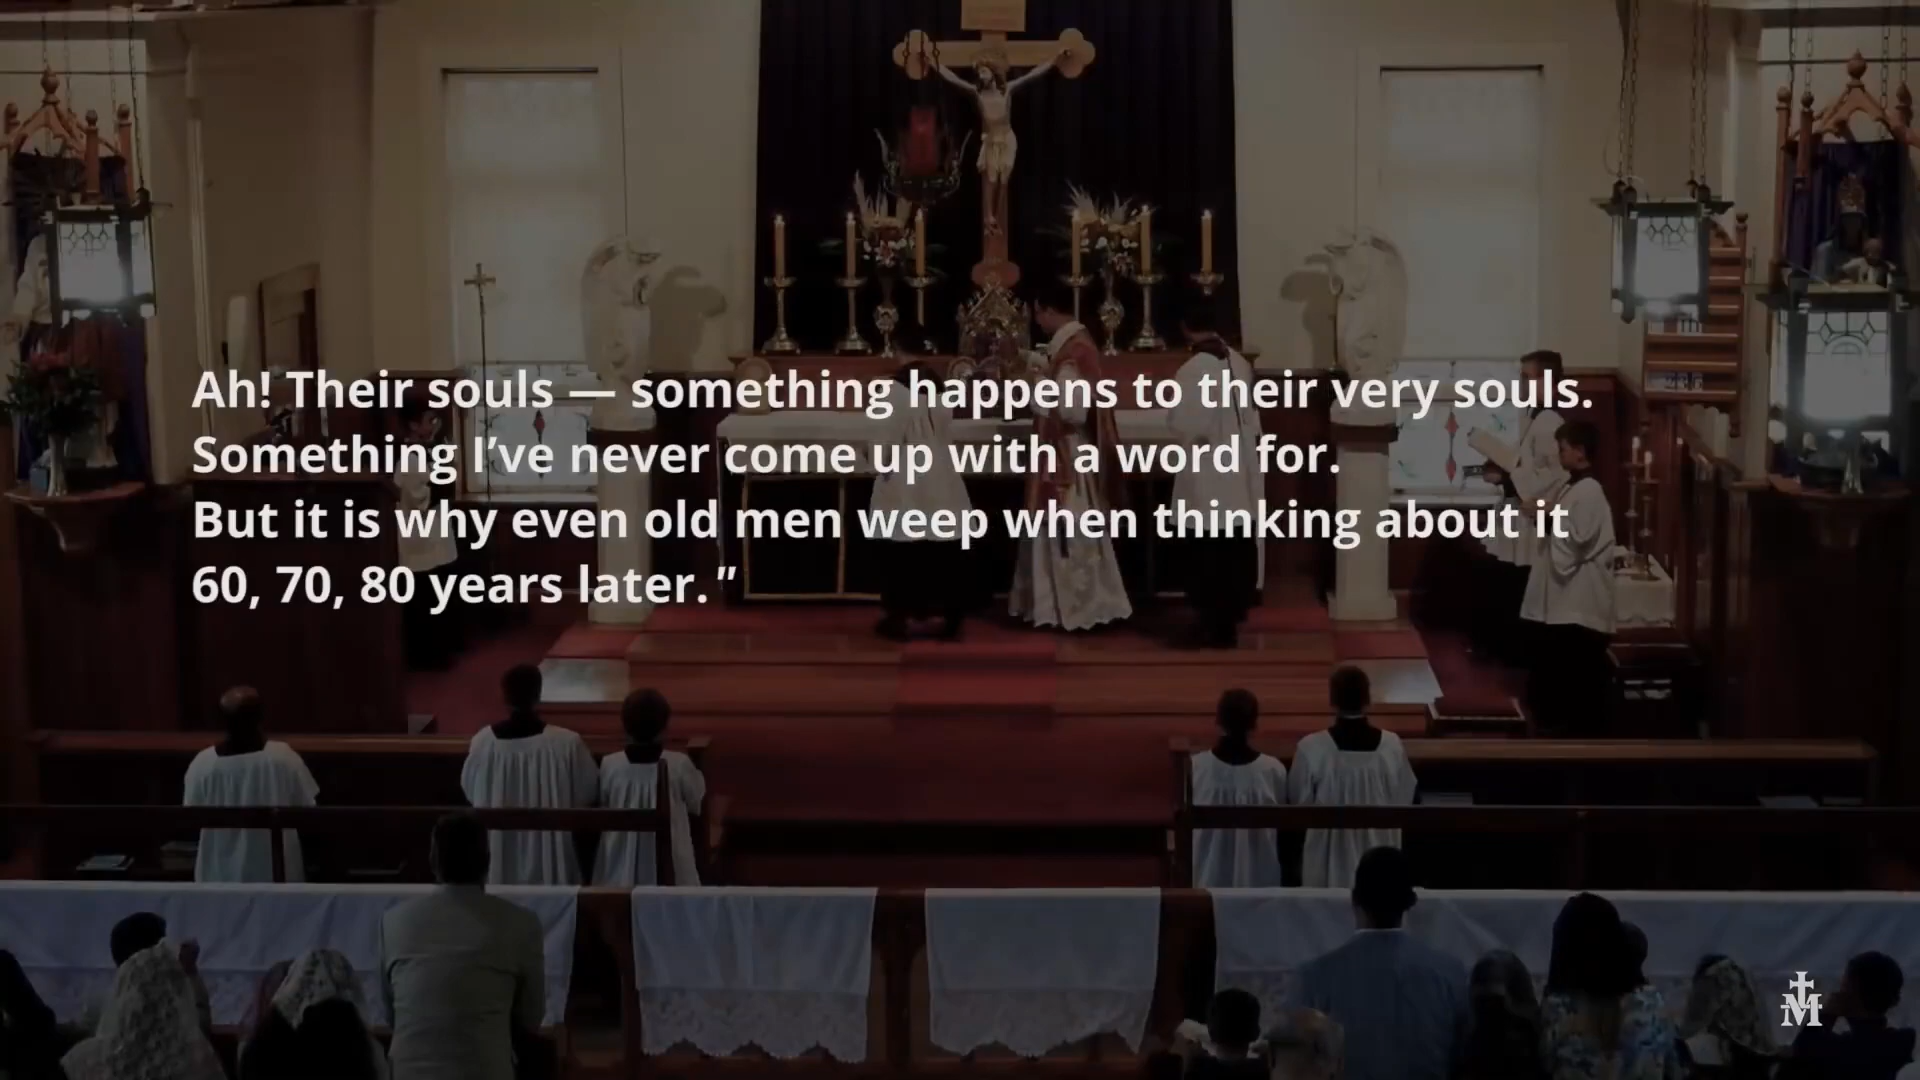 Ah! Their souls — something happens to their very souls.
Something I’ve never come up with a word for.
But it is why even old men weep when thinking about it
60, 70, 80 years later. "